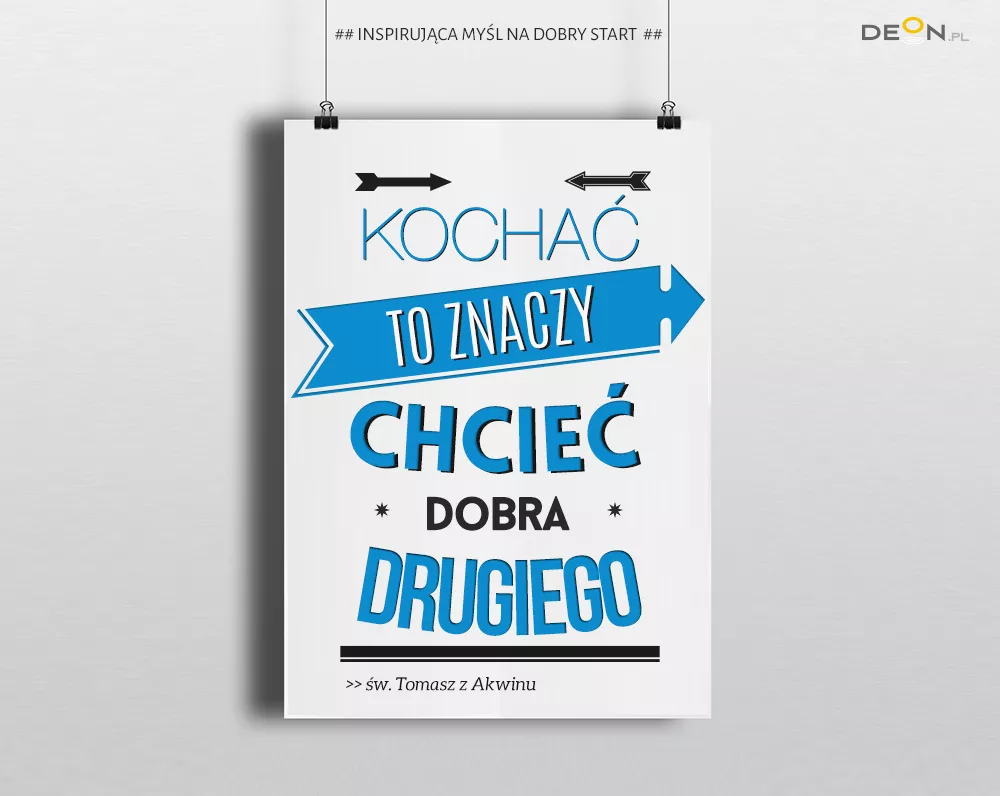 ## INSPIRUJĄCA MYŚL NA DOBRY START ##
DEON.PL
KOCHAĆ
TO ZNACZY
CHCIEĆ
* DOBRA *
DRUGIEGO
>> św. Tomasz z Akwinu